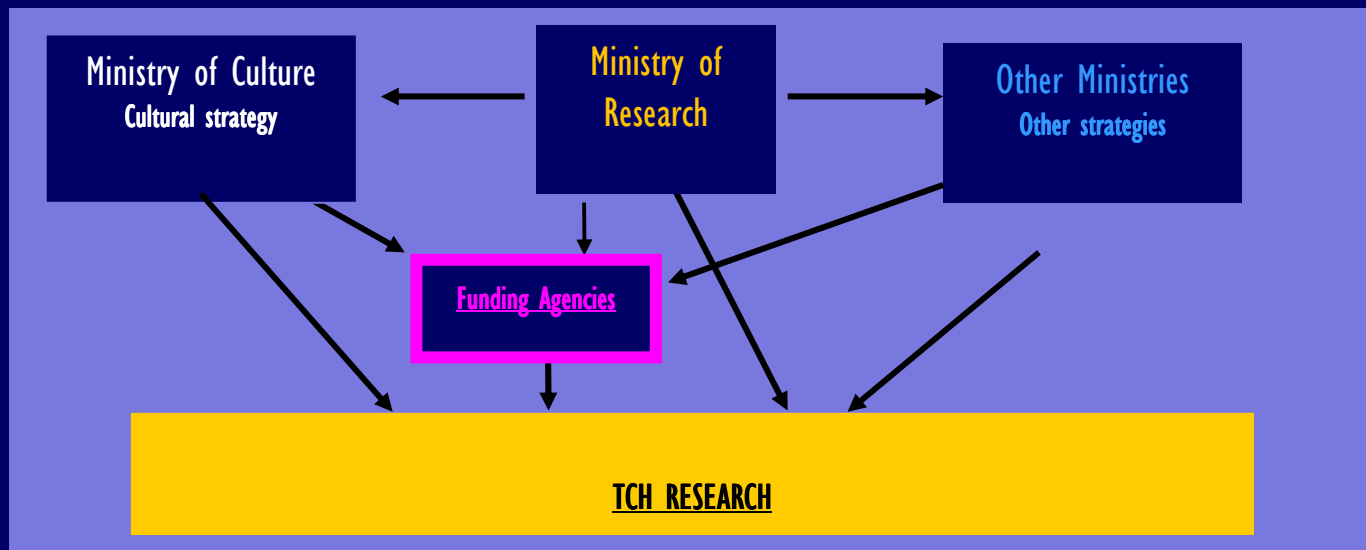 Ministry of Culture
Cultural strategy
Ministry of
Research
Other Ministries
Other strategies
Funding Agencies
TCH RESEARCH